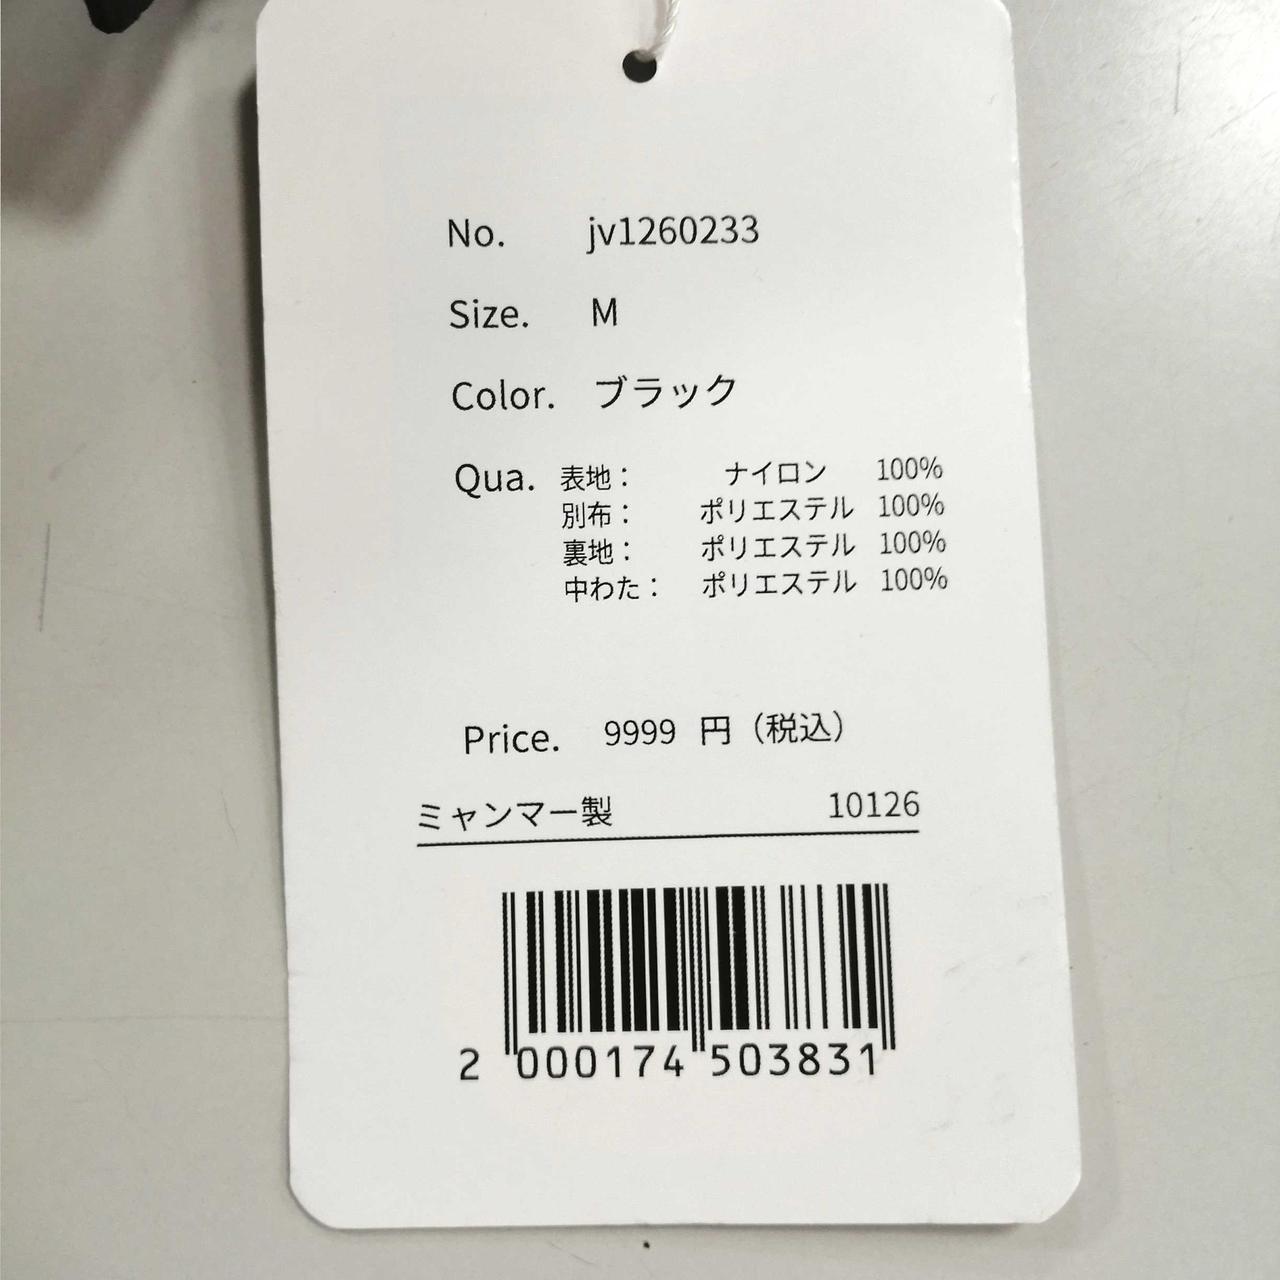 No. jv1260233
Size. M
Color. ブラック
Qua. 表地： ナイロン 100%
別布： ポリエステル 100%
裏地： ポリエステル 100%
中わた： ポリエステル 100%
Price. 9999 円（税込）
ミャンマー製 10126
2 000174 503831